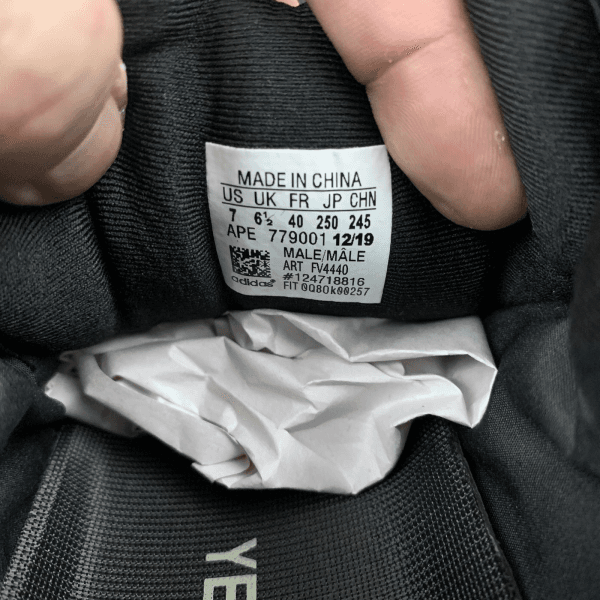 MADE IN CHINA
US UK FR JP CHN
7 6½ 40 250 245
APE 779001 12/19
MALE/MÂLE
ART FV4440
#124718816
adidas®
FIT 0Q80k00257
YE